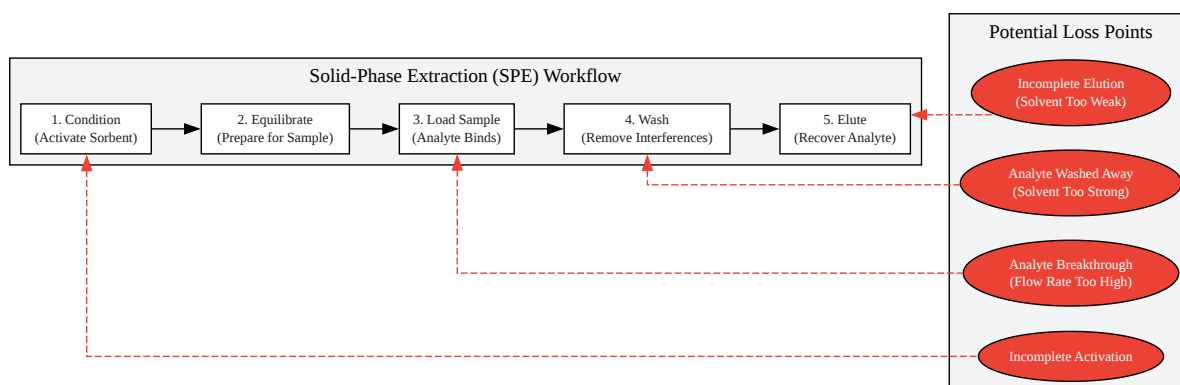 Solid-Phase Extraction (SPE) Workflow
1. Condition
(Activate Sorbent)
2. Equilibrate
(Prepare for Sample)
3. Load Sample
(Analyte Binds)
4. Wash
(Remove Interferences)
5. Elute
(Recover Analyte)
Potential Loss Points
Incomplete Elution
(Solvent Too Weak)
Analyte Washed Away
(Solvent Too Strong)
Analyte Breakthrough
(Flow Rate Too High)
Incomplete Activation